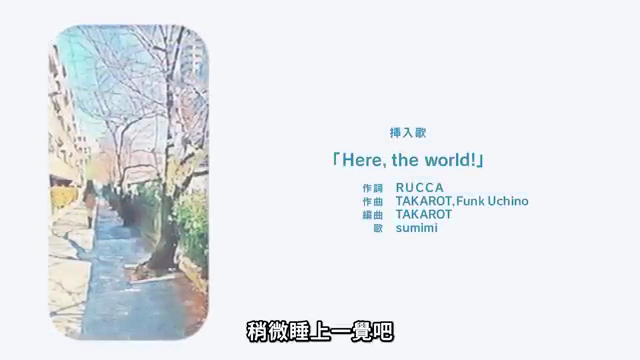 挿入歌
「Here, the world!」
作詞 RUCCA
作曲 TAKAROT,Funk Uchino
編曲 TAKAROT
歌 sumimi
稍微睡上一覺吧